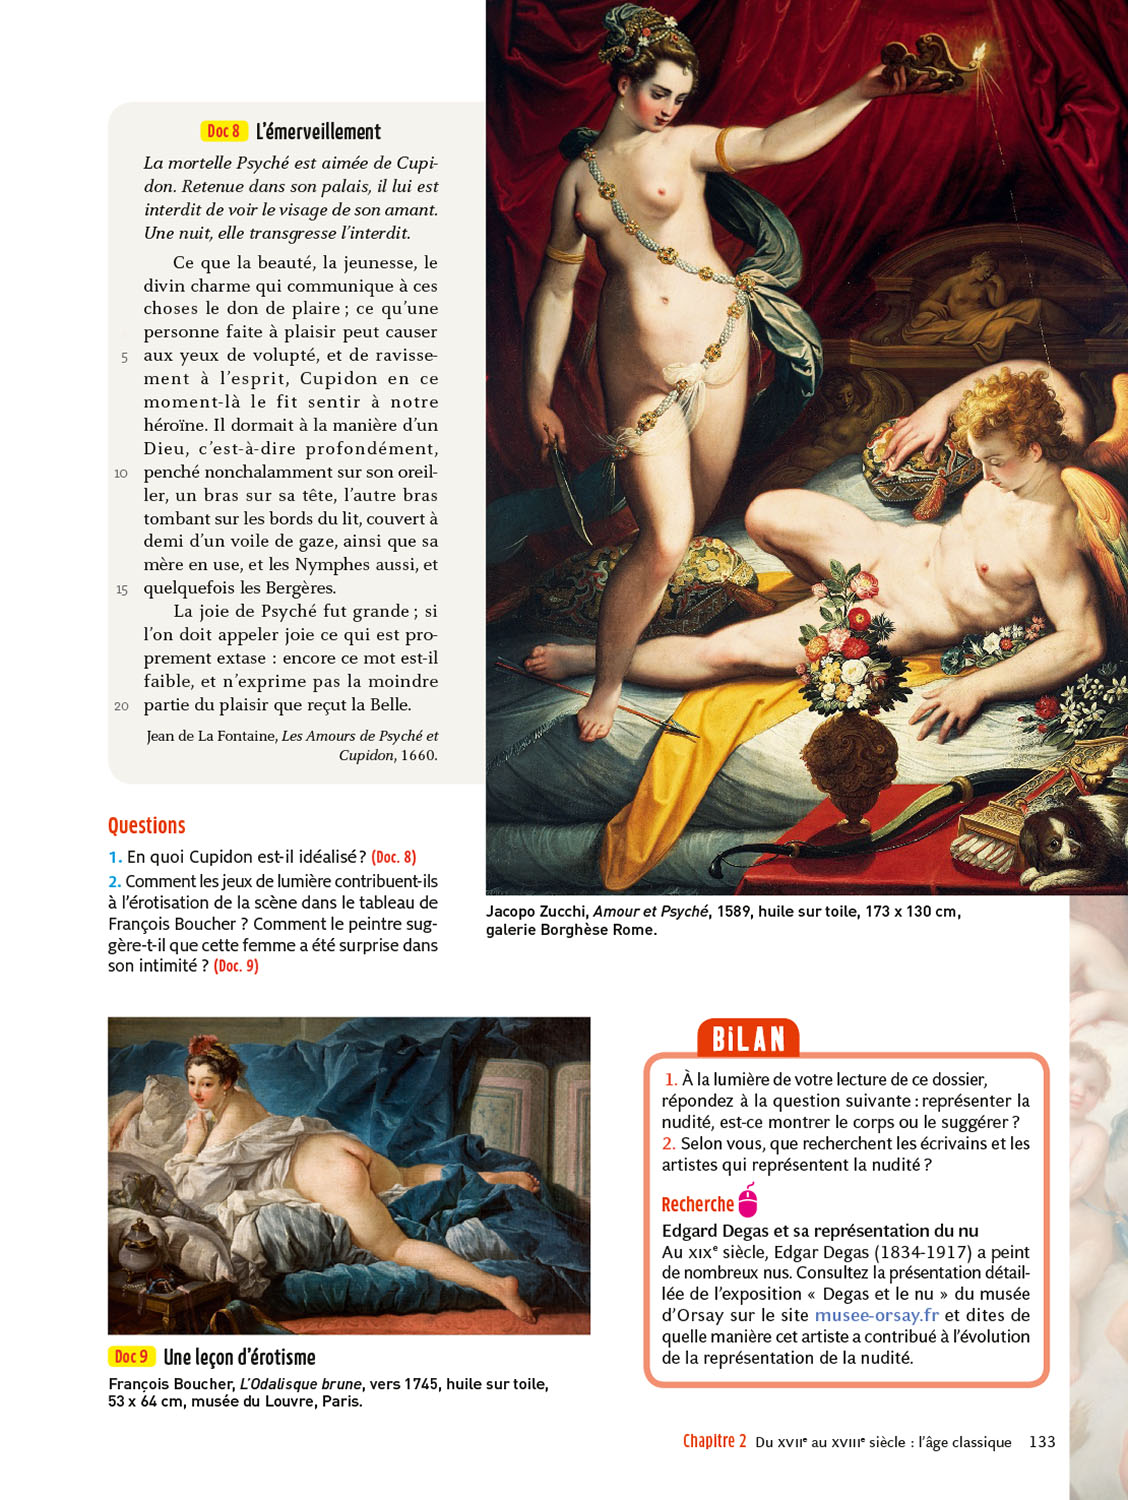 Doc 8 L'émerveillement
La mortelle Psyché est aimée de Cupi-
don. Retenue dans son palais, il lui est
interdit de voir le visage de son amant.
Une nuit, elle transgresse l'interdit.
Ce que la beauté, la jeunesse, le
divin charme qui communique à ces
choses le don de plaire ; ce qu'une
personne faite à plaisir peut causer
5 aux yeux de volupté, et de ravisse-
ment à l'esprit, Cupidon en ce
moment-là le fit sentir à notre
héroïne. Il dormait à la manière d'un
Dieu, c'est-à-dire profondément,
10 penché nonchalamment sur son oreil-
ler, un bras sur sa tête, l'autre bras
tombant sur les bords du lit, couvert à
demi d'un voile de gaze, ainsi que sa
mère en use, et les Nymphes aussi, et
15 quelquefois les Bergères.
La joie de Psyché fut grande ; si
l'on doit appeler joie ce qui est pro-
prement extase : encore ce mot est-il
faible, et n'exprime pas la moindre
20 partie du plaisir que reçut la Belle.
Jean de La Fontaine, Les Amours de Psyché et
Cupidon, 1660.
Questions
1. En quoi Cupidon est-il idéalisé ? (Doc. 8)
2. Comment les jeux de lumière contribuent-ils
à l'érotisation de la scène dans le tableau de
François Boucher ? Comment le peintre sug-
gère-t-il que cette femme a été surprise dans
son intimité ? (Doc. 9)
Jacopo Zucchi, Amour et Psyché, 1589, huile sur toile, 173 x 130 cm,
galerie Borghèse Rome.
Doc 9 Une leçon d'érotisme
François Boucher, L'Odalisque brune, vers 1745, huile sur toile,
53 x 64 cm, musée du Louvre, Paris.
BiLAN
1. À la lumière de votre lecture de ce dossier,
répondez à la question suivante : représenter la
nudité, est-ce montrer le corps ou le suggérer ?
2. Selon vous, que recherchent les écrivains et les
artistes qui représentent la nudité ?
Recherche
Edgard Degas et sa représentation du nu
Au XIXe siècle, Edgar Degas (1834-1917) a peint
de nombreux nus. Consultez la présentation détail-
lée de l'exposition « Degas et le nu » du musée
d'Orsay sur le site musee-orsay.fr et dites de
quelle manière cet artiste a contribué à l'évolution
de la représentation de la nudité.
Chapitre 2 Du XVIIe au XVIIIe siècle : l'âge classique 133